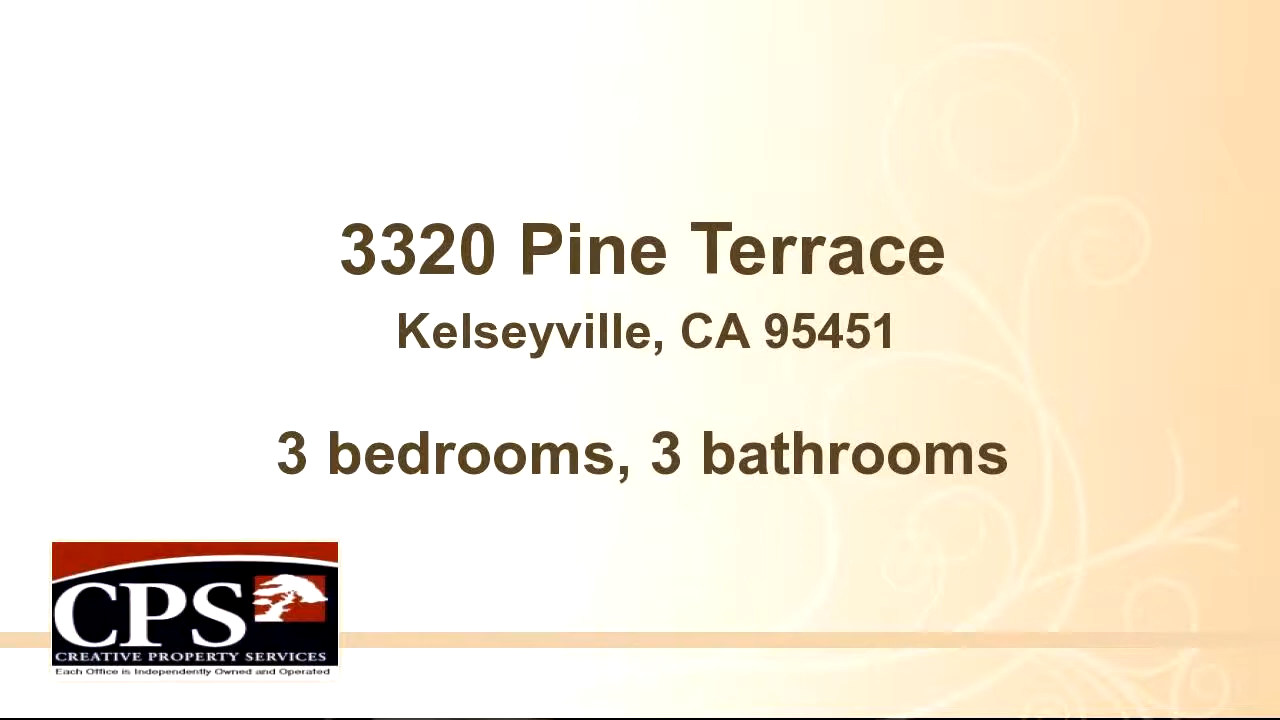 3320 Pine Terrace
Kelseyville, CA 95451
3 bedrooms, 3 bathrooms
CPS
CREATIVE PROPERTY SERVICES
Each Office is Independently Owned and Operated